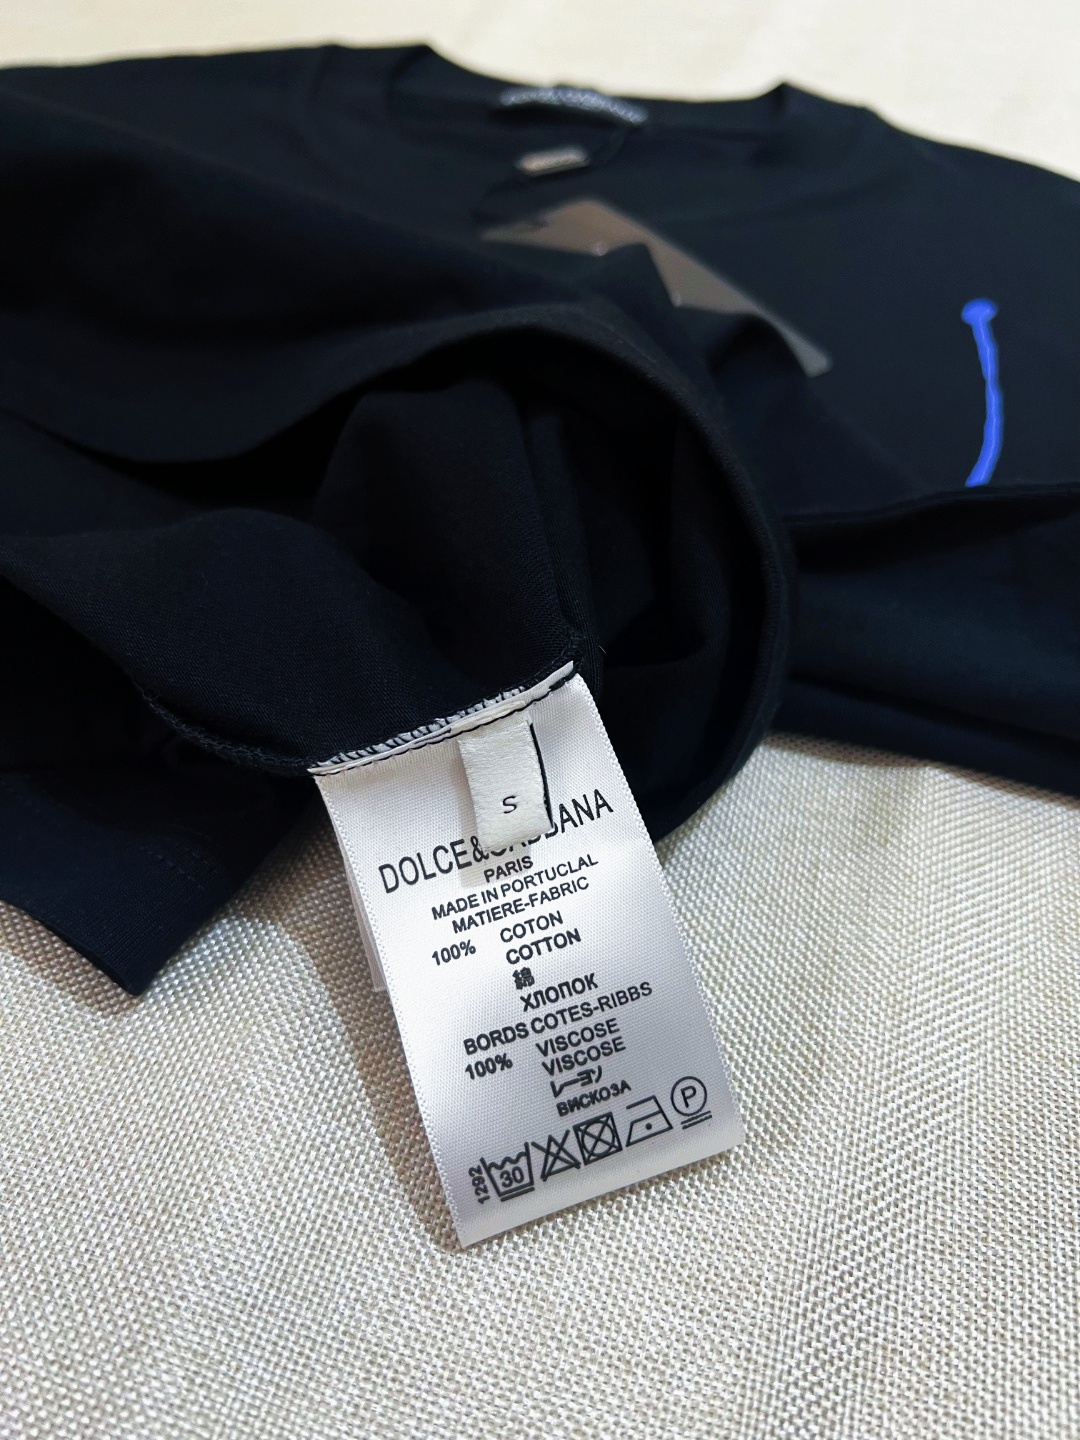 S
DOLCE&GABBANA
PARIS
MADE IN PORTUCLAL
MATIERE-FABRIC
100% COTON
COTTON
綿
ХЛОПОК
BORDS COTES-RIBBS
100% VISCOSE
VISCOSE
レーヨン
ВИСКОЗА
1292 30 P